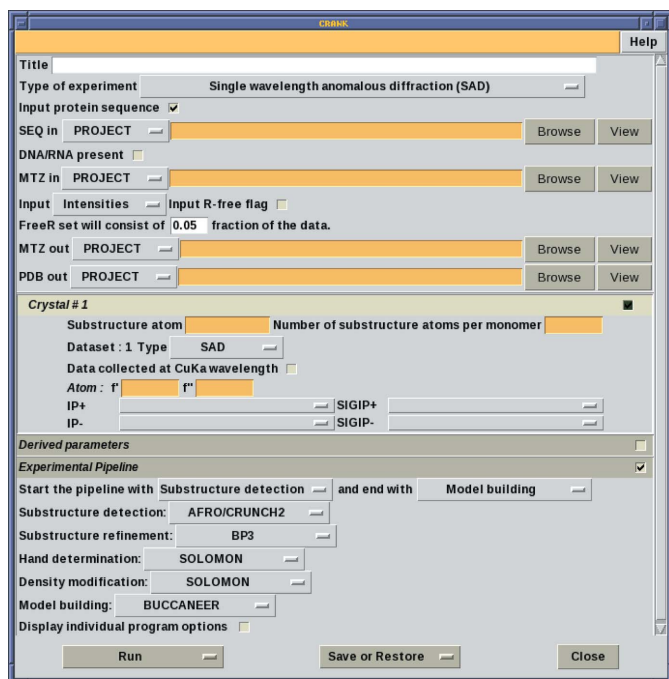 CRANK
Help
Title
Type of experiment Single wavelength anomalous diffraction (SAD)
Input protein sequence
SEQ in PROJECT Browse View
DNA/RNA present
MTZ in PROJECT Browse View
Input Intensities Input R-free flag
FreeR set will consist of 0.05 fraction of the data.
MTZ out PROJECT Browse View
PDB out PROJECT Browse View
Crystal # 1
Substructure atom Number of substructure atoms per monomer
Dataset : 1 Type SAD
Data collected at CuKa wavelength
Atom : f' f"
IP+ SIGIP+
IP- SIGIP-
Derived parameters
Experimental Pipeline
Start the pipeline with Substructure detection and end with Model building
Substructure detection: AFRO/CRUNCH2
Substructure refinement: BP3
Hand determination: SOLOMON
Density modification: SOLOMON
Model building: BUCCANEER
Display individual program options
Run Save or Restore Close